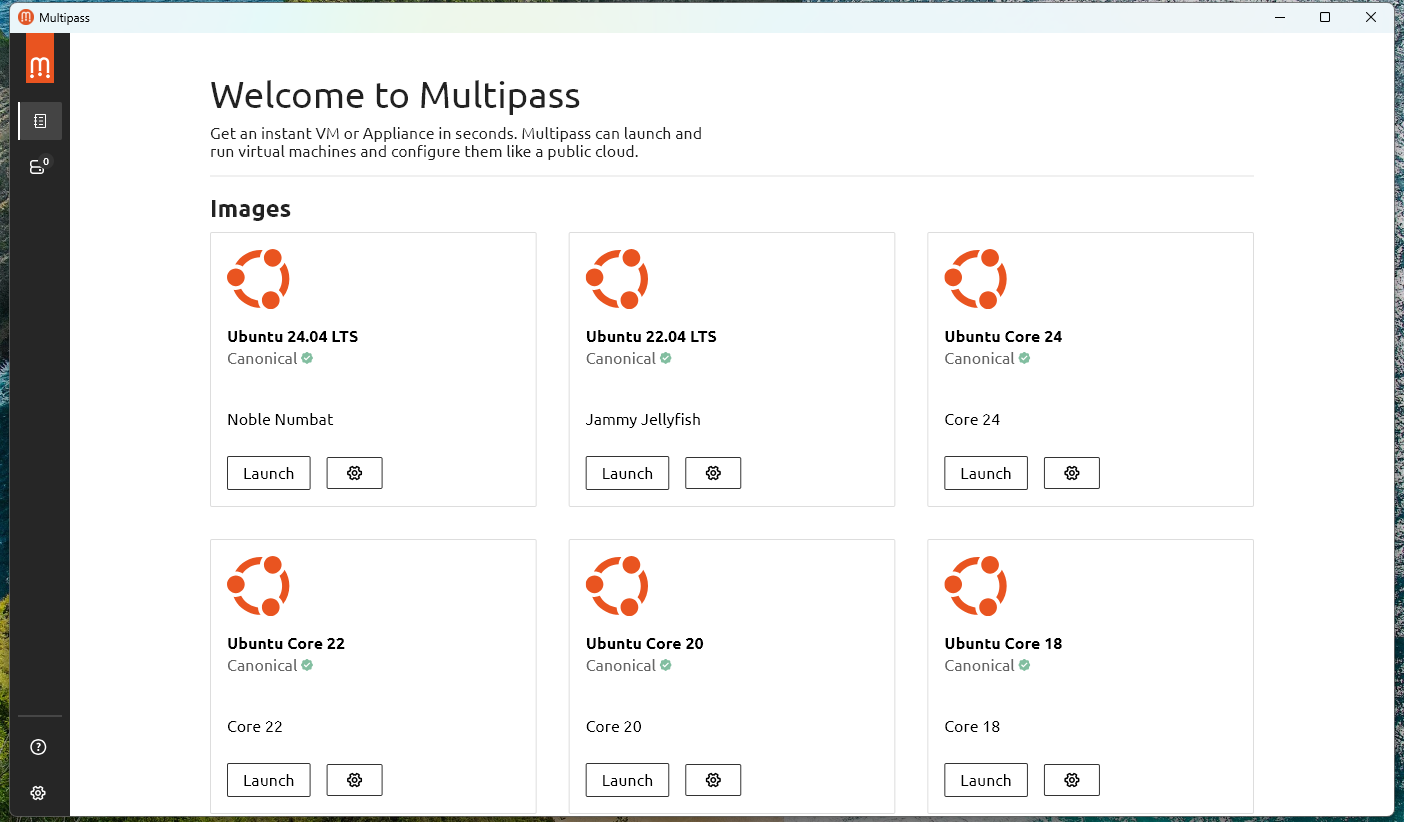 Multipass
0
Welcome to Multipass
Get an instant VM or Appliance in seconds. Multipass can launch and
run virtual machines and configure them like a public cloud.
Images
Ubuntu 24.04 LTS
Canonical
Noble Numbat
Launch
Ubuntu 22.04 LTS
Canonical
Jammy Jellyfish
Launch
Ubuntu Core 24
Canonical
Core 24
Launch
Ubuntu Core 22
Canonical
Core 22
Launch
Ubuntu Core 20
Canonical
Core 20
Launch
Ubuntu Core 18
Canonical
Core 18
Launch